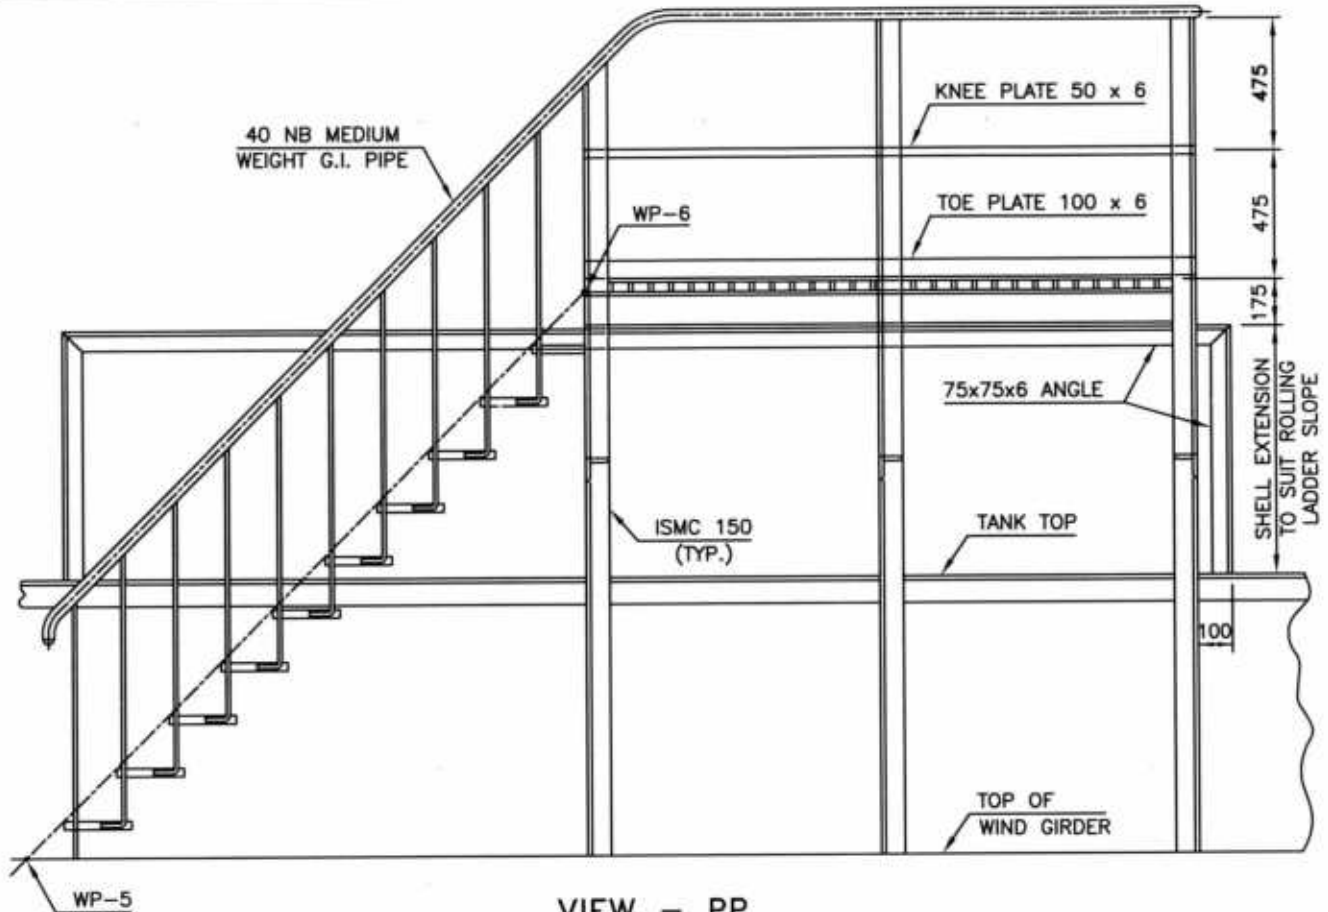 475
KNEE PLATE 50 x 6
40 NB MEDIUM
WEIGHT G.I. PIPE
475
TOE PLATE 100 x 6
WP-6
175
75x75x6 ANGLE
SHELL EXTENSION
TO SUIT ROLLING
LADDER SLOPE
ISMC 150
(TYP.)
TANK TOP
100
TOP OF
WIND GIRDER
WP-5
VIEW - PP